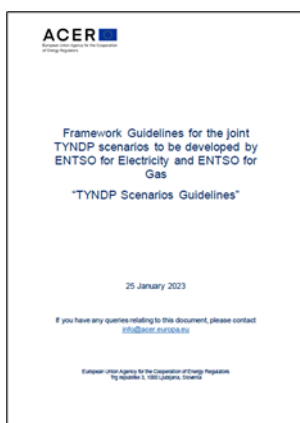 ACER
European Union Agency for the Cooperation
of Energy Regulators
Framework Guidelines for the joint
TYNDP scenarios to be developed by
ENTSO for Electricity and ENTSO for
Gas
"TYNDP Scenarios Guidelines"
25 January 2023
If you have any queries relating to this document, please contact
info@acer.europa.eu
European Union Agency for the Cooperation of Energy Regulators
Trg republike 3, 1000 Ljubljana, Slovenia